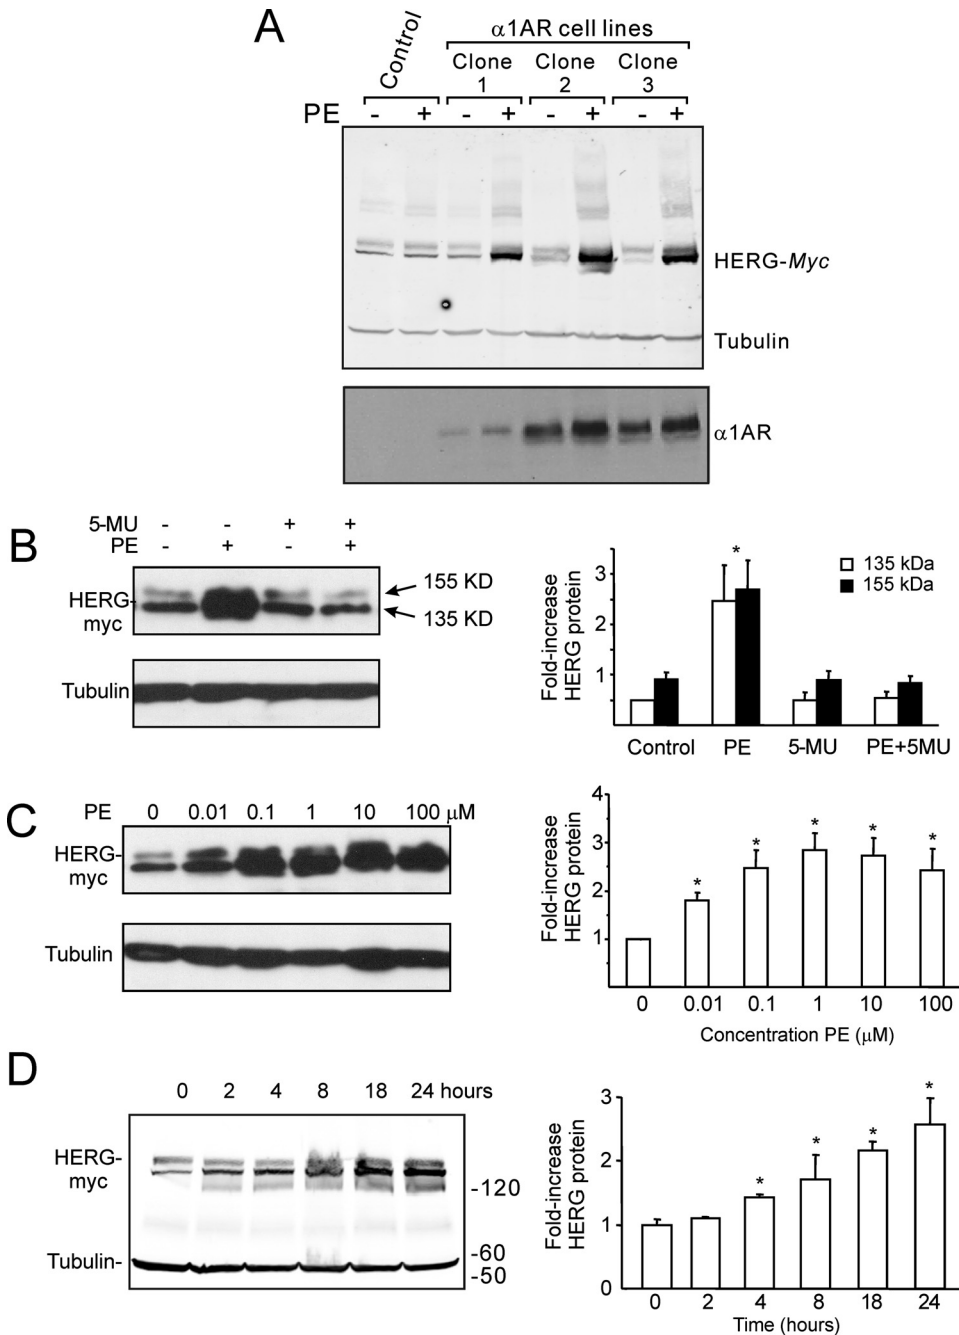 A
Control
α1AR cell lines
Clone 1
Clone 2
Clone 3
PE - + - + - + - +
HERG-Myc
Tubulin
α1AR
B
5-MU - - + +
PE - + - +
HERG-
myc
155 KD
135 KD
Tubulin
Fold-increase
HERG protein
3
2
1
135 kDa
155 kDa
*
Control PE 5-MU PE+5MU
C
PE 0 0.01 0.1 1 10 100 μM
HERG-
myc
Tubulin
Fold-increase
HERG protein
4
3
2
1
* * * * *
0 0.01 0.1 1 10 100
Concentration PE (μM)
D
0 2 4 8 18 24 hours
HERG-
myc
-120
Tubulin-
-60
-50
Fold-increase
HERG protein
3
2
1
0
* * * *
0 2 4 8 18 24
Time (hours)